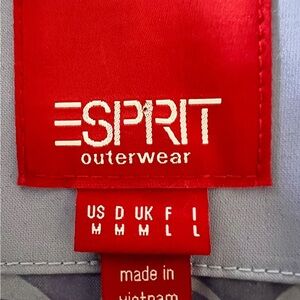 ESPRIT
outerwear
US D UK F I
M M M L L
made in
vietnam